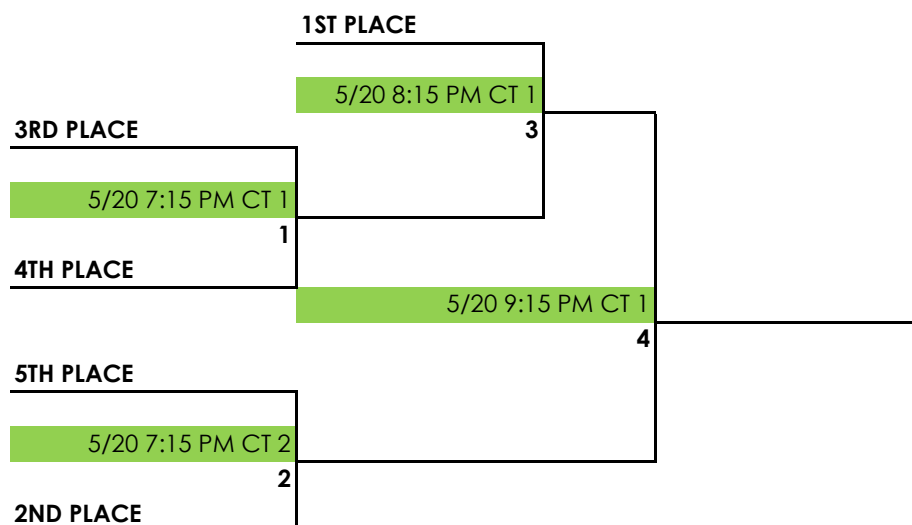 1ST PLACE
5/20 8:15 PM CT 1
3RD PLACE
3
5/20 7:15 PM CT 1
1
4TH PLACE
5/20 9:15 PM CT 1
4
5TH PLACE
5/20 7:15 PM CT 2
2
2ND PLACE